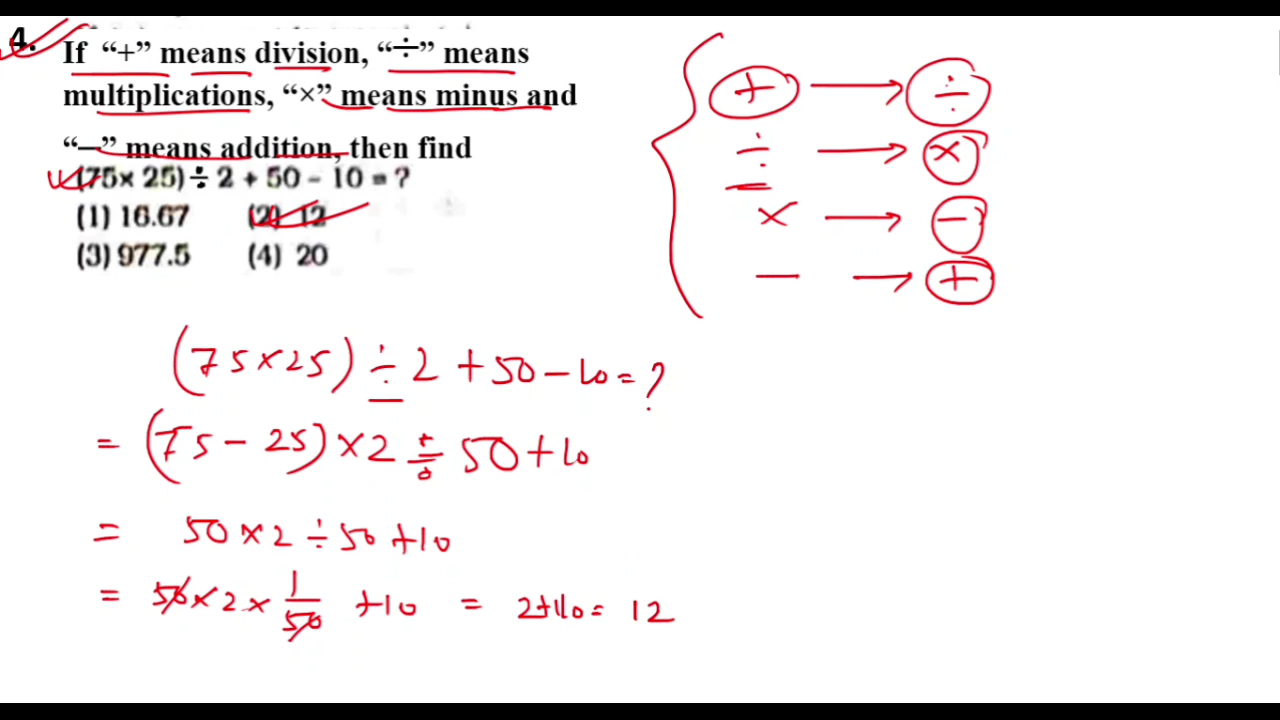 4.
If “+” means division, “÷” means
multiplications, “×” means minus and
“—” means addition, then find
(75× 25) ÷ 2 + 50 - 10 = ?
(1) 16.67 (2) 12
(3) 977.5 (4) 20
+ → ÷
÷ → ×
× → −
− → +
(75×25) ÷ 2 +50−10=?
= (75−25)×2 ÷ 50+10
= 50×2÷50+10
= 50×2×1/50 +10 = 2+10= 12